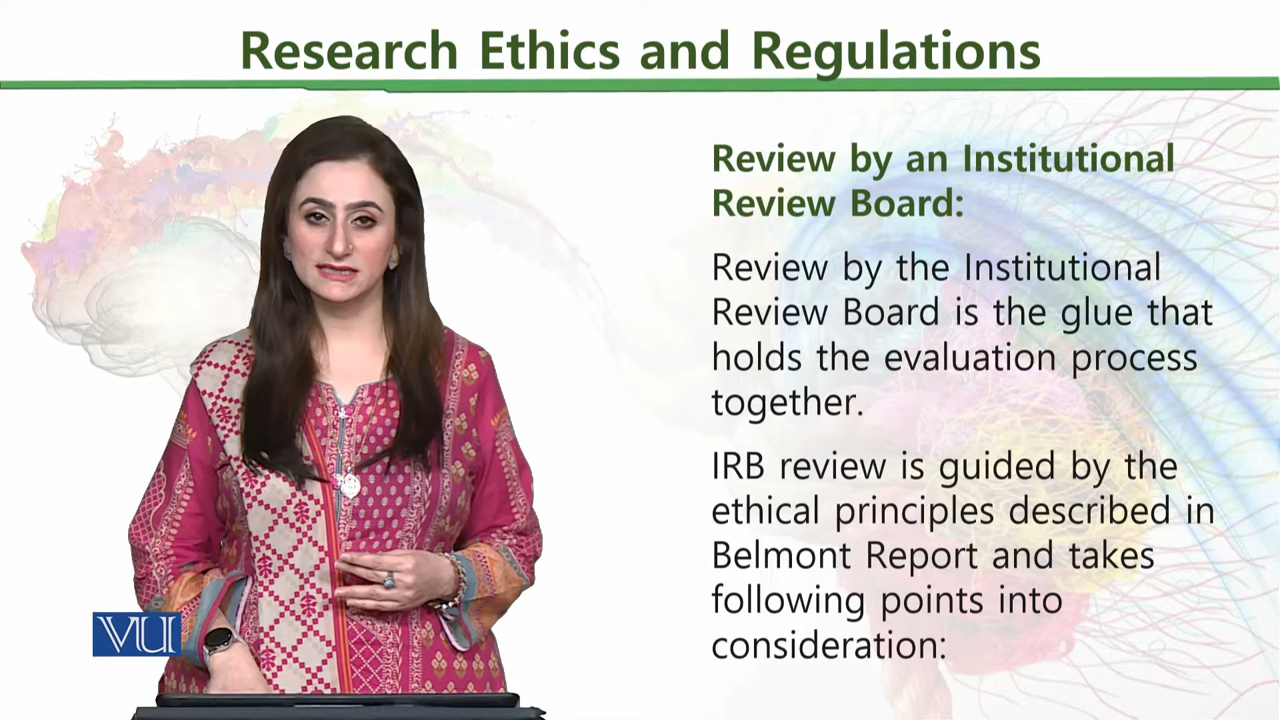 Research Ethics and Regulations
Review by an Institutional
Review Board:
Review by the Institutional
Review Board is the glue that
holds the evaluation process
together.
IRB review is guided by the
ethical principles described in
Belmont Report and takes
following points into
consideration:
VU